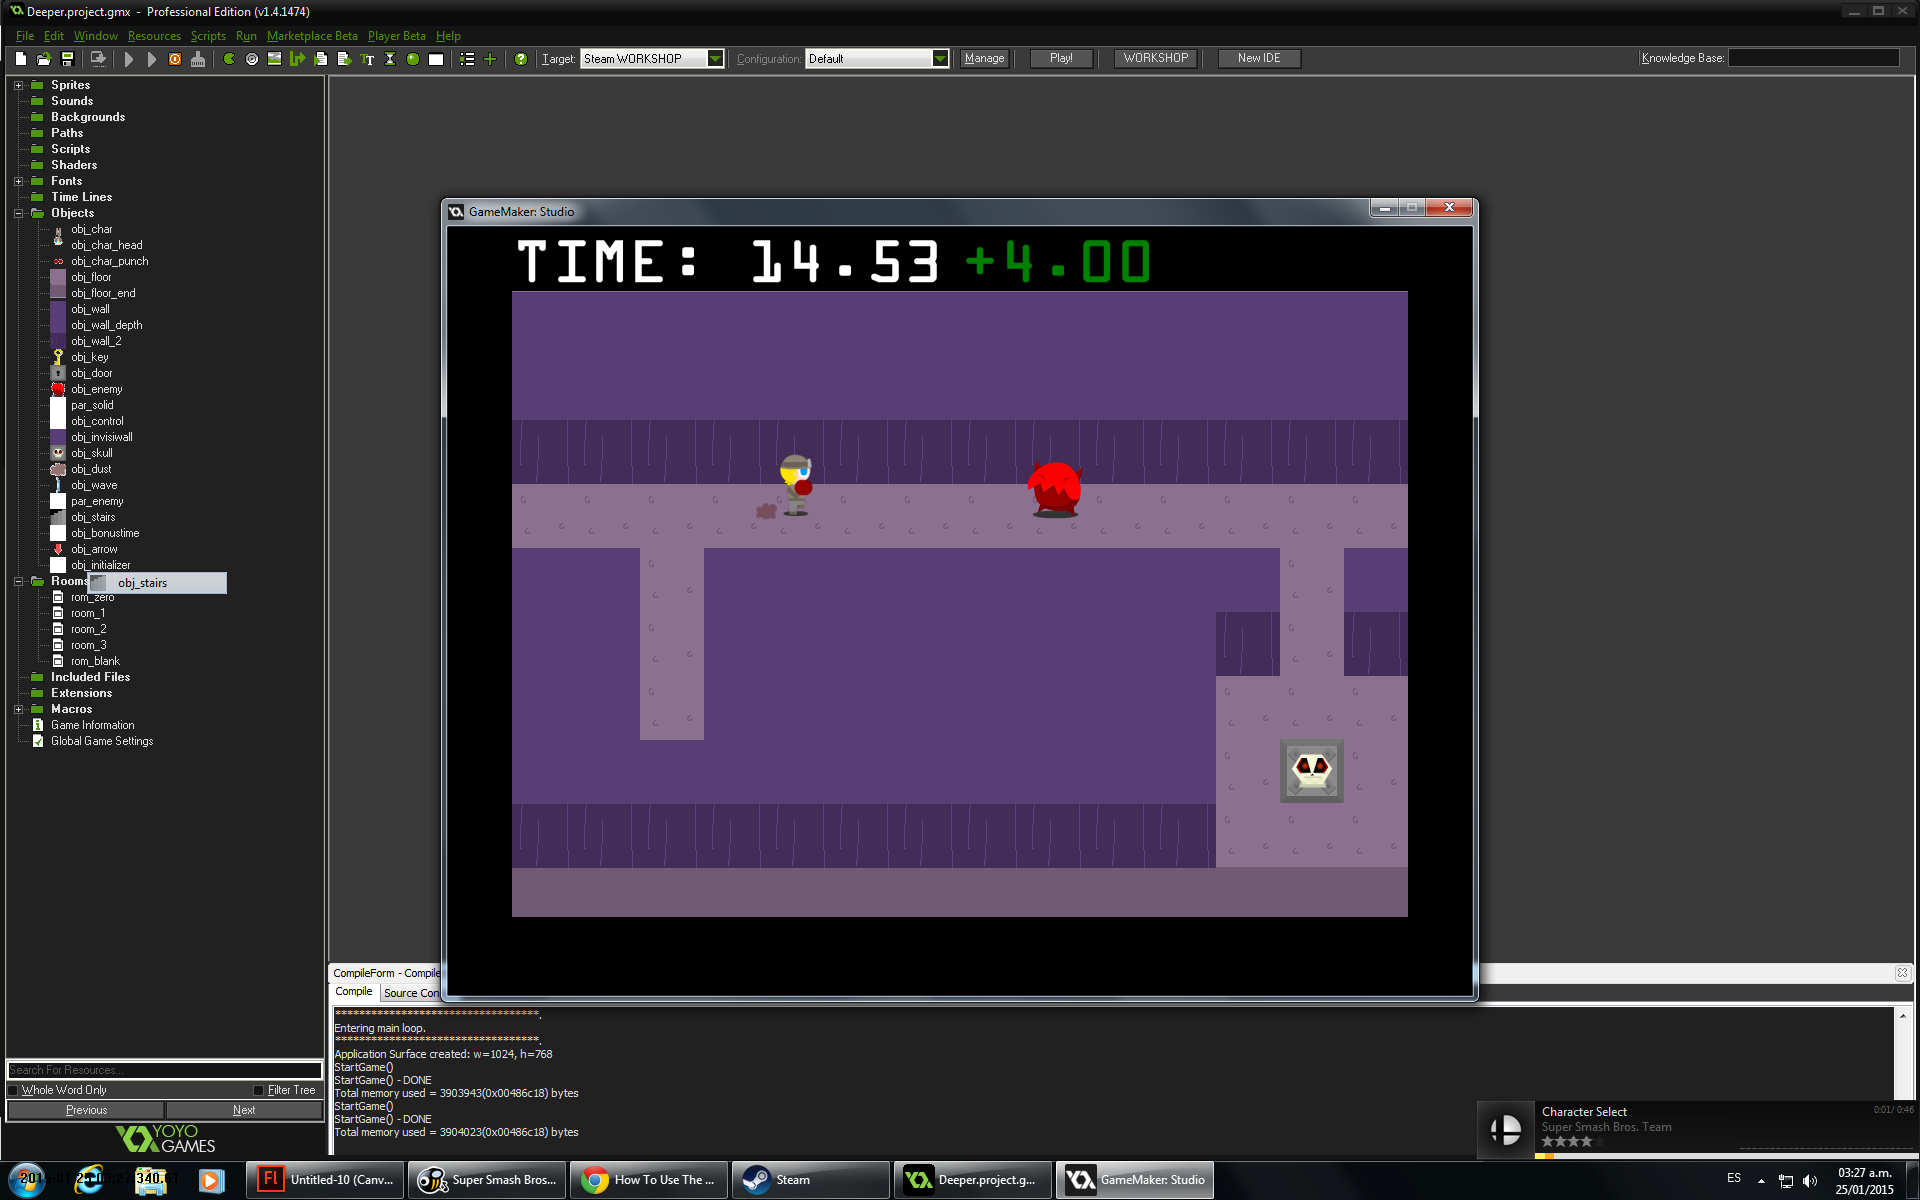 Deeper.project.gmx - Professional Edition (v1.4.1474)
File Edit Window Resources Scripts Run Marketplace Beta Player Beta Help
Target: Steam WORKSHOP Configuration: Default Manage Play! WORKSHOP New IDE Knowledge Base:
Sprites
Sounds
Backgrounds
Paths
Scripts
Shaders
Fonts
Time Lines
Objects
obj_char
obj_char_head
obj_char_punch
obj_floor
obj_floor_end
obj_wall
obj_wall_depth
obj_wall_2
obj_key
obj_door
obj_enemy
par_solid
obj_control
obj_invisiwall
obj_skull
obj_dust
obj_wave
par_enemy
obj_stairs
obj_bonustime
obj_arrow
obj_initializer
Rooms
obj_stairs
rom_zero
room_1
room_2
room_3
rom_blank
Included Files
Extensions
Macros
Game Information
Global Game Settings
Search For Resources...
Whole Word Only Filter Tree
Previous Next
YOYO
GAMES
GameMaker: Studio
TIME: 14.53 +4.00
CompileForm - Compile
Compile Source Con
***********************************.
Entering main loop.
***********************************.
Application Surface created: w=1024, h=768
StartGame()
StartGame() - DONE
Total memory used = 3903943(0x00486c18) bytes
StartGame()
StartGame() - DONE
Total memory used = 3904023(0x00486c18) bytes
Character Select 0:01/ 0:46
Super Smash Bros. Team
Untitled-10 (Canv...
Super Smash Bros...
How To Use The ...
Steam
Deeper.project.g...
GameMaker: Studio
ES
03:27 a.m.
25/01/2015